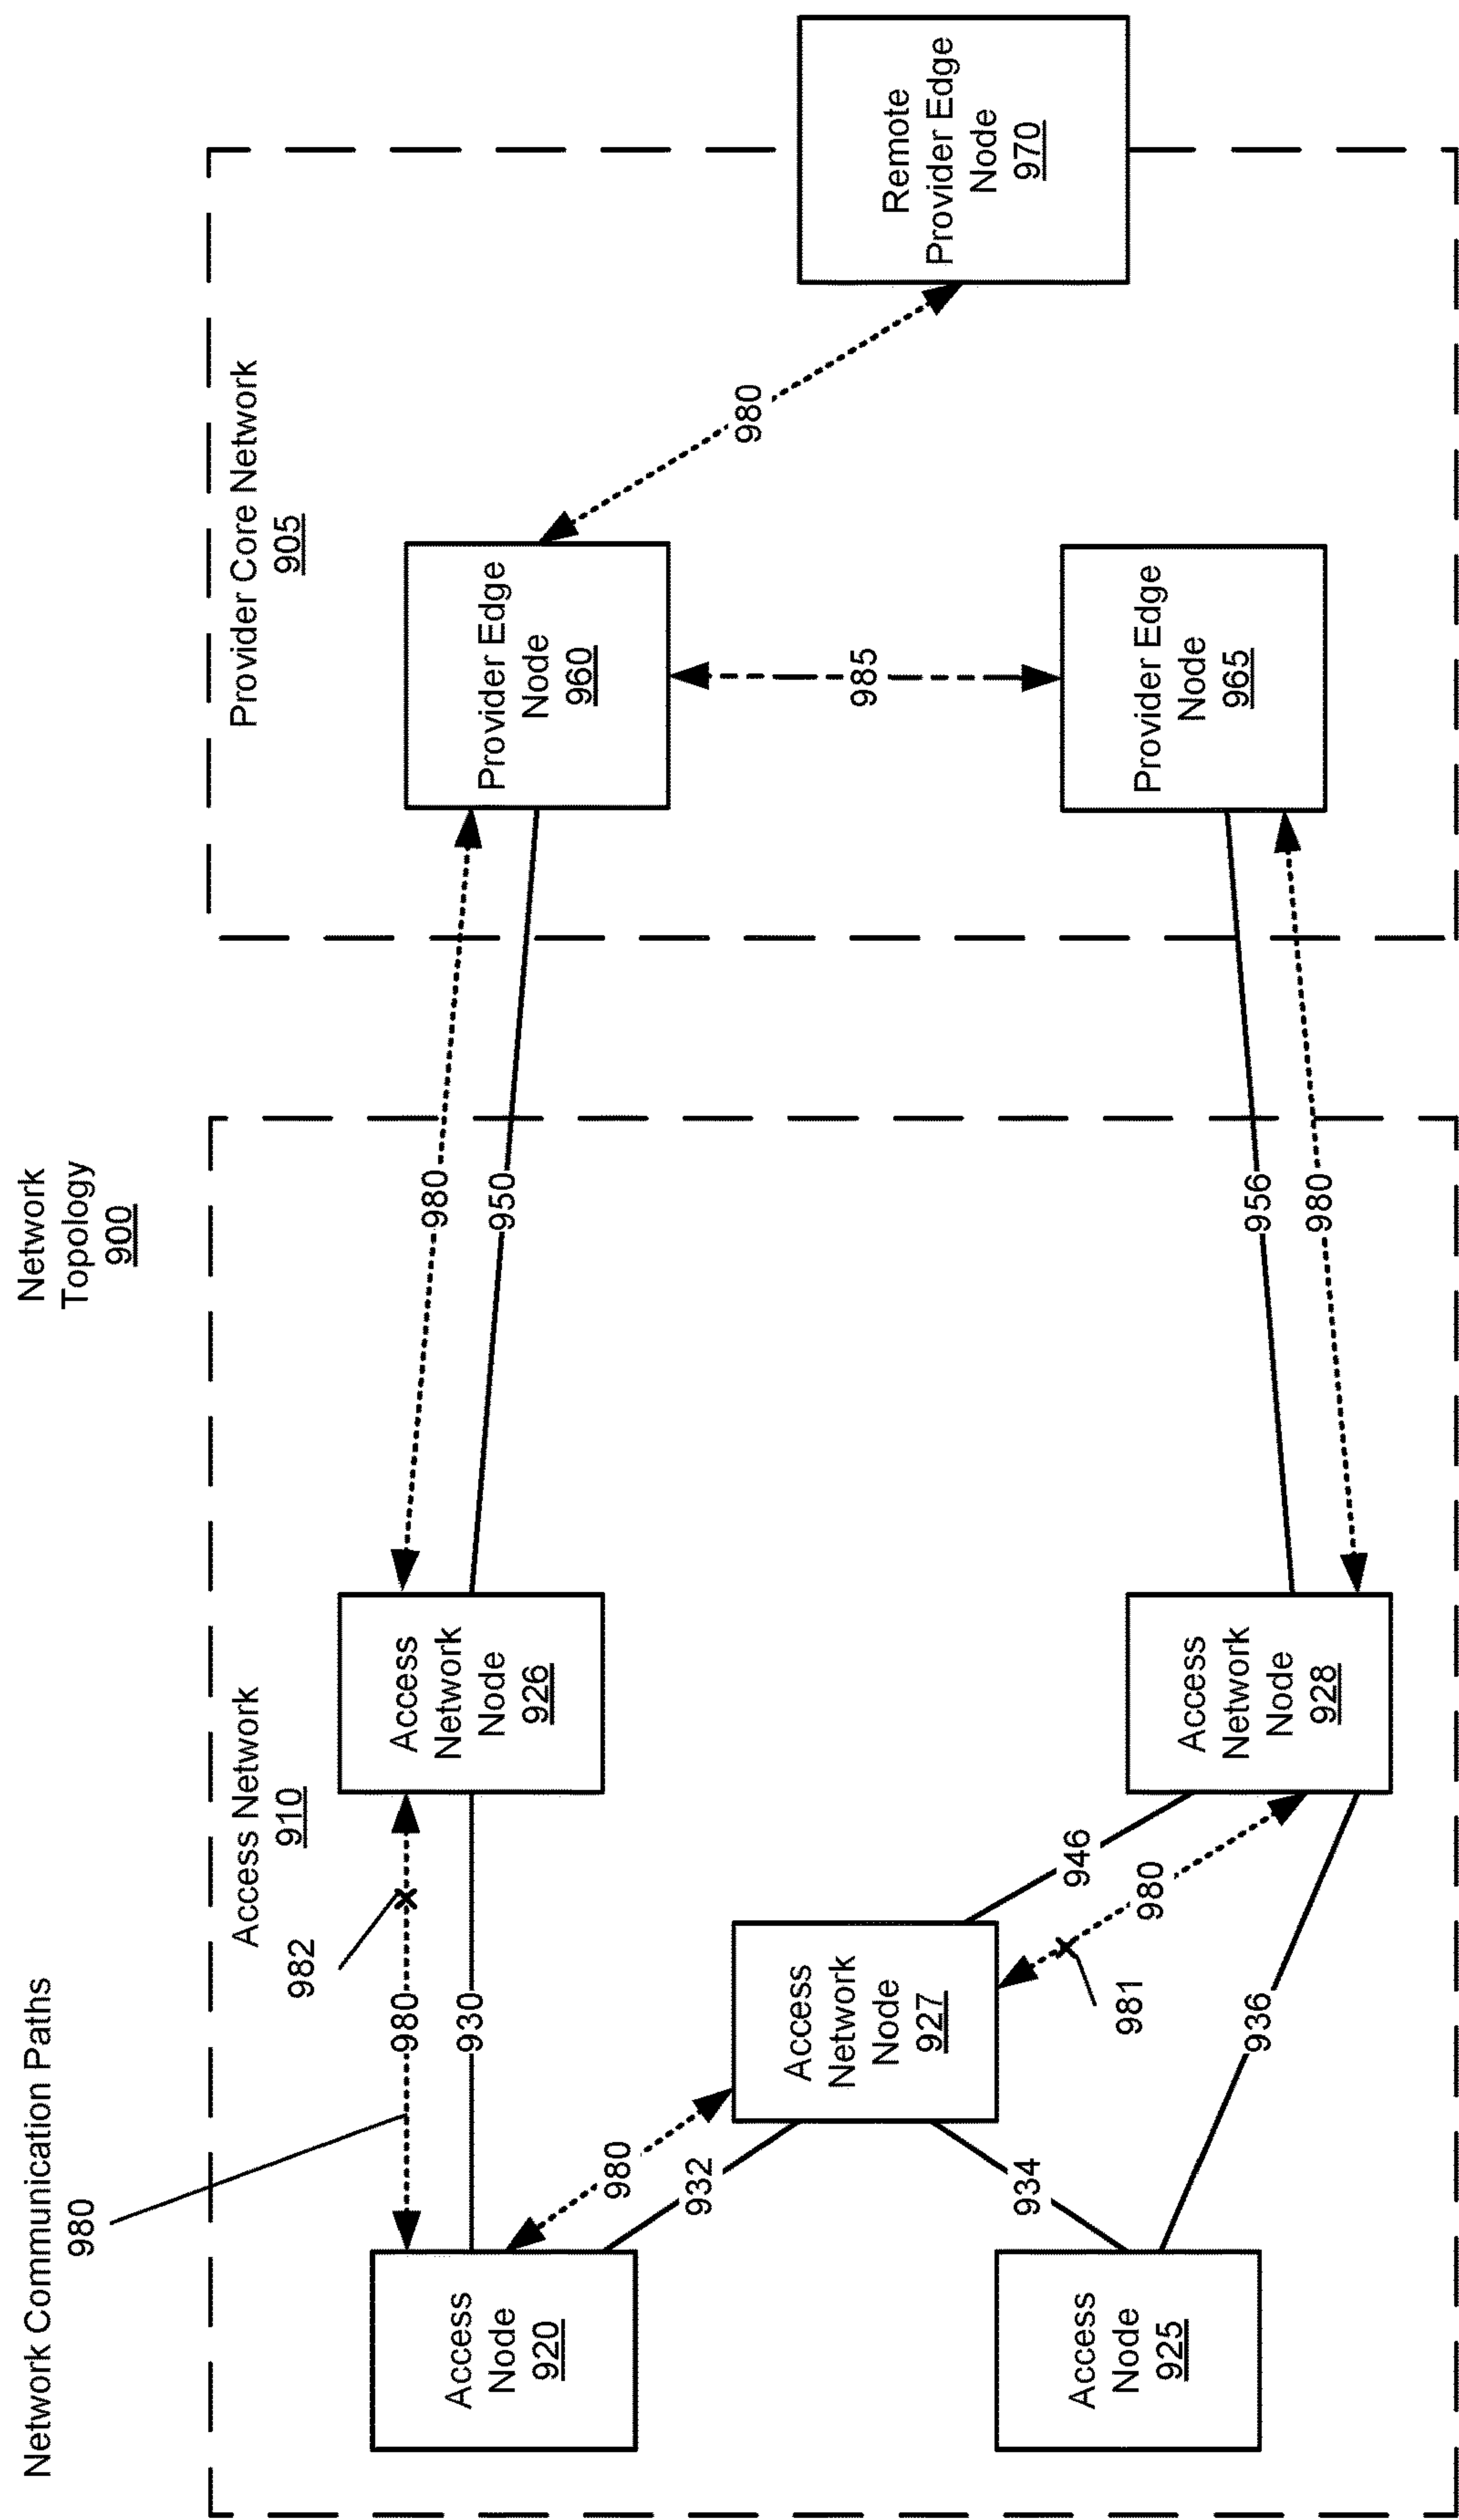 Network Communication Paths
980
Network
Topology
900
Access Network
910
Provider Core Network
905
Access
Node
920
980
930
982
Access
Network
Node
926
980
950
Provider Edge
Node
960
980
Remote
Provider Edge
Node
970
980
932
Access
Network
Node
927
946
980
981
985
934
Access
Node
925
936
Access
Network
Node
928
956
980
Provider Edge
Node
965